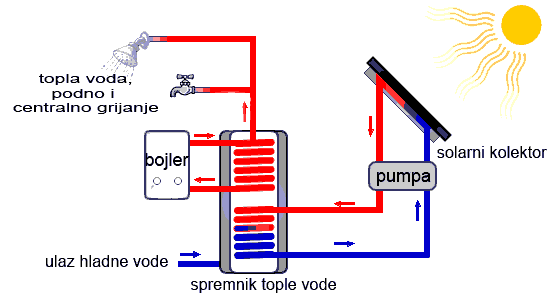 topla voda,
podno i
centralno grijanje
bojler
solarni kolektor
pumpa
ulaz hladne vode
spremnik tople vode